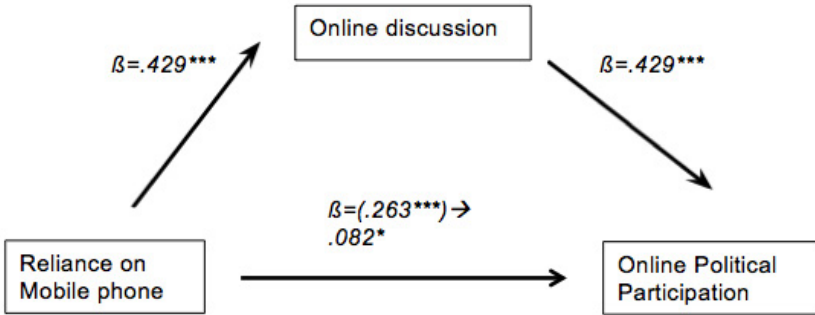 Online discussion
ß=.429***
ß=.429***
ß=(.263***)→
.082*
Reliance on
Mobile phone
Online Political
Participation